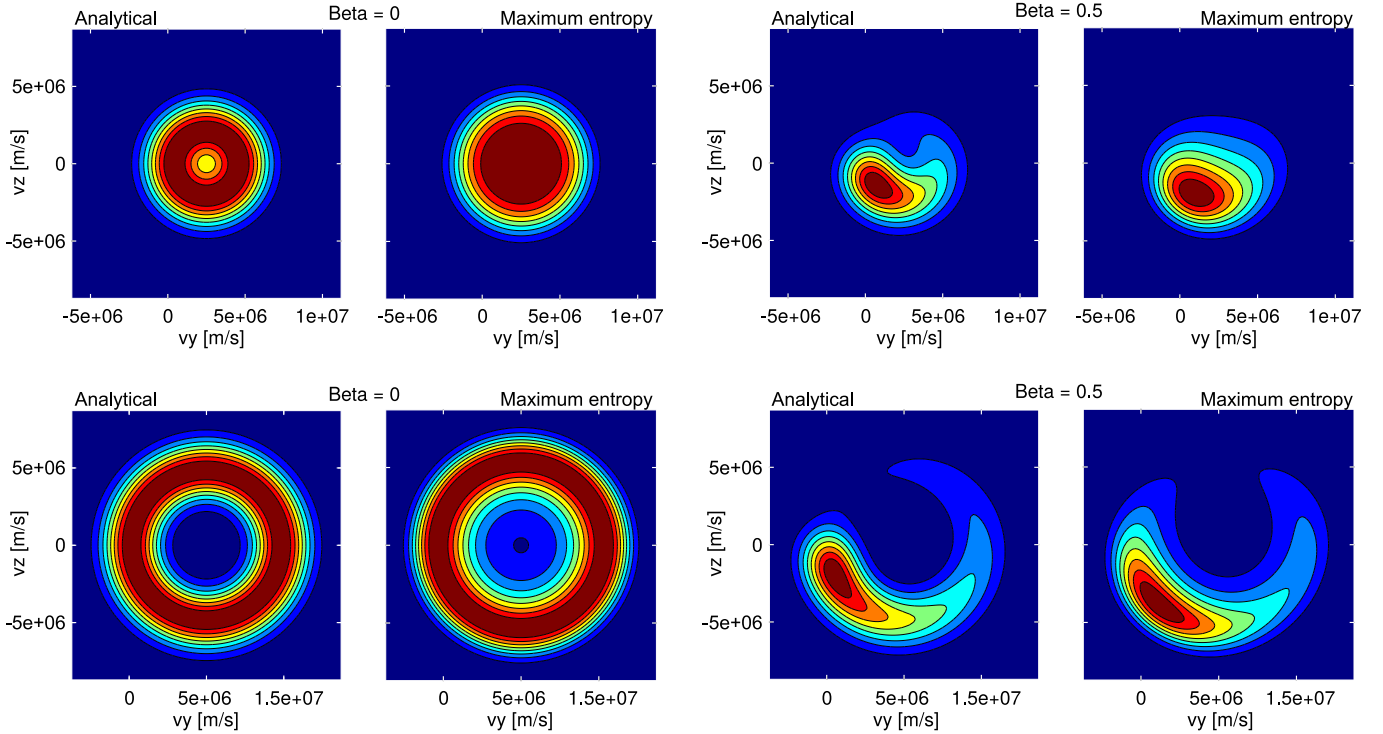 Analytical Beta = 0 Maximum entropy
Analytical Beta = 0.5 Maximum entropy
vz [m/s]
5e+06
0
-5e+06
-5e+06 0 5e+06 1e+07
vy [m/s]
-5e+06 0 5e+06 1e+07
vy [m/s]
vz [m/s]
5e+06
0
-5e+06
-5e+06 0 5e+06 1e+07
vy [m/s]
-5e+06 0 5e+06 1e+07
vy [m/s]
Analytical Beta = 0 Maximum entropy
Analytical Beta = 0.5 Maximum entropy
vz [m/s]
5e+06
0
-5e+06
0 5e+06 1.5e+07
vy [m/s]
0 5e+06 1.5e+07
vy [m/s]
vz [m/s]
5e+06
0
-5e+06
0 5e+06 1.5e+07
vy [m/s]
0 5e+06 1.5e+07
vy [m/s]